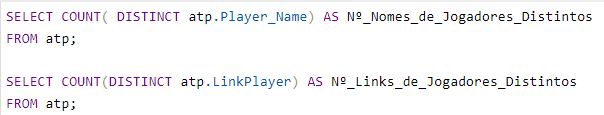 SELECT COUNT( DISTINCT atp.Player_Name) AS Nº_Nomes_de_Jogadores_Distintos
FROM atp;
SELECT COUNT(DISTINCT atp.LinkPlayer) AS Nº_Links_de_Jogadores_Distintos
FROM atp;